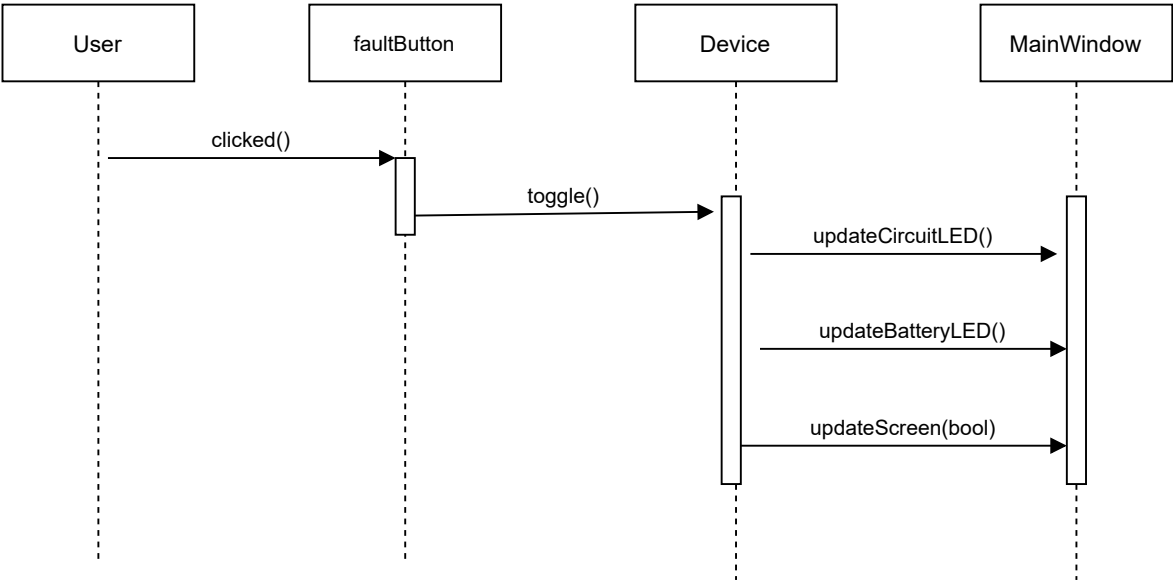 User
faultButton
Device
MainWindow
clicked()
toggle()
updateCircuitLED()
updateBatteryLED()
updateScreen(bool)